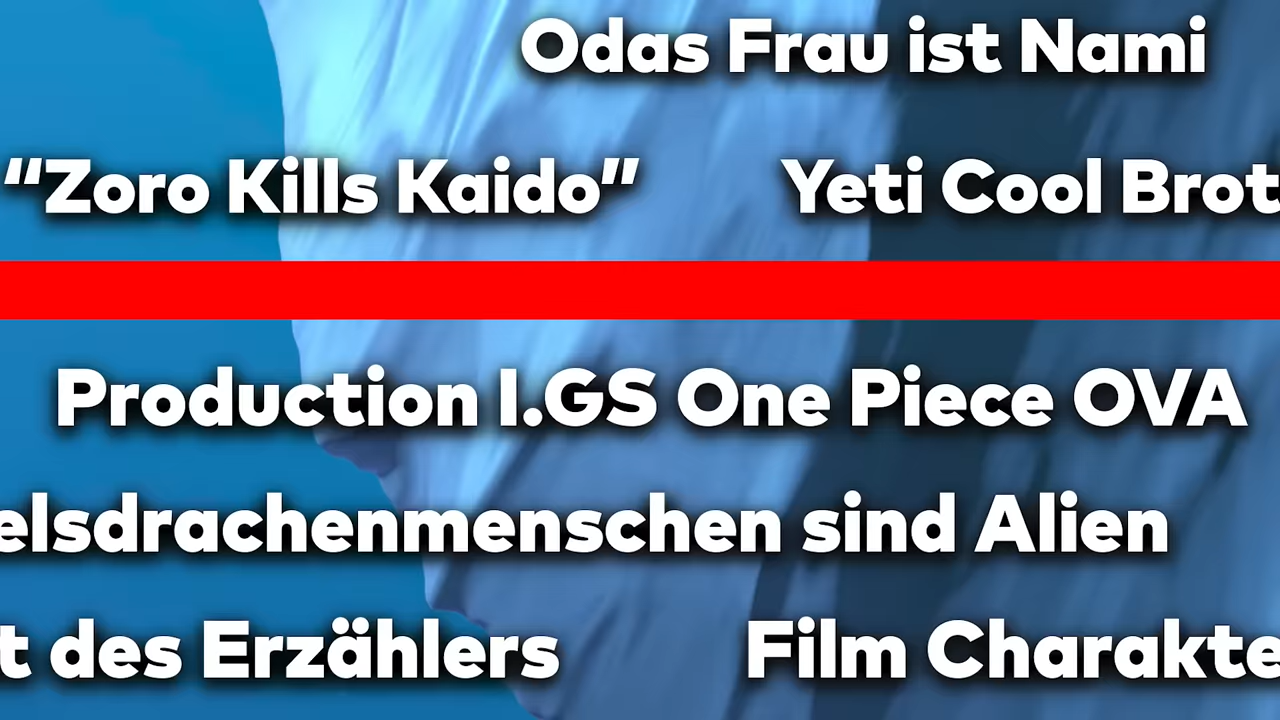 Odas Frau ist Nami
“Zoro Kills Kaido” Yeti Cool Brot
Production I.GS One Piece OVA
elsdrachenmenschen sind Alien
t des Erzählers Film Charakte